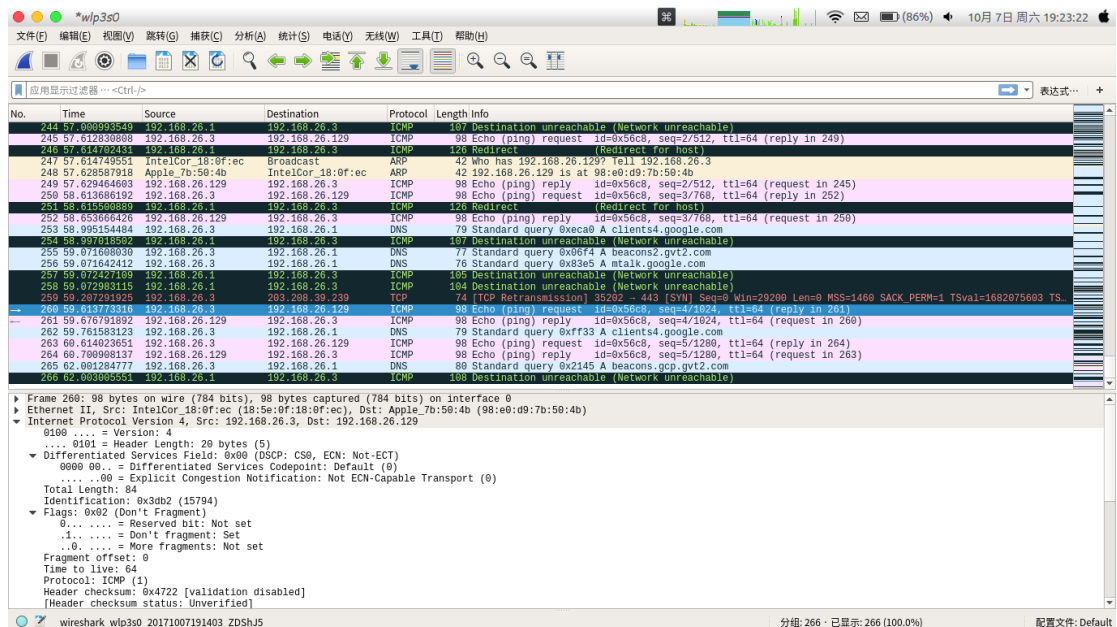 *wlp3s0 (86%) 10月 7日 周六 19:23:22
文件(F) 编辑(E) 视图(V) 跳转(G) 捕获(C) 分析(A) 统计(S) 电话(Y) 无线(W) 工具(T) 帮助(H)
应用显示过滤器 … <Ctrl-/> 表达式… +
No. Time Source Destination Protocol Length Info
244 57.000993549 192.168.26.1 192.168.26.3 ICMP 107 Destination unreachable (Network unreachable)
245 57.612830808 192.168.26.3 192.168.26.129 ICMP 98 Echo (ping) request id=0x56c8, seq=2/512, ttl=64 (reply in 249)
246 57.614702431 192.168.26.1 192.168.26.3 ICMP 126 Redirect (Redirect for host)
247 57.614749551 IntelCor_18:0f:ec Broadcast ARP 42 Who has 192.168.26.129? Tell 192.168.26.3
248 57.628587918 Apple_7b:50:4b IntelCor_18:0f:ec ARP 42 192.168.26.129 is at 98:e0:d9:7b:50:4b
249 57.629464603 192.168.26.129 192.168.26.3 ICMP 98 Echo (ping) reply id=0x56c8, seq=2/512, ttl=64 (request in 245)
250 58.613686192 192.168.26.3 192.168.26.129 ICMP 98 Echo (ping) request id=0x56c8, seq=3/768, ttl=64 (reply in 252)
251 58.615500889 192.168.26.1 192.168.26.3 ICMP 126 Redirect (Redirect for host)
252 58.653666426 192.168.26.129 192.168.26.3 ICMP 98 Echo (ping) reply id=0x56c8, seq=3/768, ttl=64 (request in 250)
253 58.995154484 192.168.26.3 192.168.26.1 DNS 79 Standard query 0xeca0 A clients4.google.com
254 58.997018502 192.168.26.1 192.168.26.3 ICMP 107 Destination unreachable (Network unreachable)
255 59.071608030 192.168.26.3 192.168.26.1 DNS 77 Standard query 0x06f4 A beacons2.gvt2.com
256 59.071642412 192.168.26.3 192.168.26.1 DNS 76 Standard query 0x83e5 A mtalk.google.com
257 59.072427109 192.168.26.1 192.168.26.3 ICMP 105 Destination unreachable (Network unreachable)
258 59.072983115 192.168.26.1 192.168.26.3 ICMP 104 Destination unreachable (Network unreachable)
259 59.207291925 192.168.26.3 203.208.39.239 TCP 74 [TCP Retransmission] 35202 → 443 [SYN] Seq=0 Win=29200 Len=0 MSS=1460 SACK_PERM=1 TSval=1682075603 TS…
260 59.613773316 192.168.26.3 192.168.26.129 ICMP 98 Echo (ping) request id=0x56c8, seq=4/1024, ttl=64 (reply in 261)
261 59.676791892 192.168.26.129 192.168.26.3 ICMP 98 Echo (ping) reply id=0x56c8, seq=4/1024, ttl=64 (request in 260)
262 59.761583123 192.168.26.3 192.168.26.1 DNS 79 Standard query 0xff33 A clients4.google.com
263 60.614023651 192.168.26.3 192.168.26.129 ICMP 98 Echo (ping) request id=0x56c8, seq=5/1280, ttl=64 (reply in 264)
264 60.700908137 192.168.26.129 192.168.26.3 ICMP 98 Echo (ping) reply id=0x56c8, seq=5/1280, ttl=64 (request in 263)
265 62.001284777 192.168.26.3 192.168.26.1 DNS 80 Standard query 0x2145 A beacons.gcp.gvt2.com
266 62.003005551 192.168.26.1 192.168.26.3 ICMP 108 Destination unreachable (Network unreachable)
Frame 260: 98 bytes on wire (784 bits), 98 bytes captured (784 bits) on interface 0
Ethernet II, Src: IntelCor_18:0f:ec (18:5e:0f:18:0f:ec), Dst: Apple_7b:50:4b (98:e0:d9:7b:50:4b)
Internet Protocol Version 4, Src: 192.168.26.3, Dst: 192.168.26.129
0100 .... = Version: 4
.... 0101 = Header Length: 20 bytes (5)
Differentiated Services Field: 0x00 (DSCP: CS0, ECN: Not-ECT)
0000 00.. = Differentiated Services Codepoint: Default (0)
.... ..00 = Explicit Congestion Notification: Not ECN-Capable Transport (0)
Total Length: 84
Identification: 0x3db2 (15794)
Flags: 0x02 (Don't Fragment)
0... .... = Reserved bit: Not set
.1.. .... = Don't fragment: Set
..0. .... = More fragments: Not set
Fragment offset: 0
Time to live: 64
Protocol: ICMP (1)
Header checksum: 0x4722 [validation disabled]
[Header checksum status: Unverified]
wireshark_wlp3s0_20171007191403_ZDShJ5 分组: 266 · 已显示: 266 (100.0%) 配置文件: Default